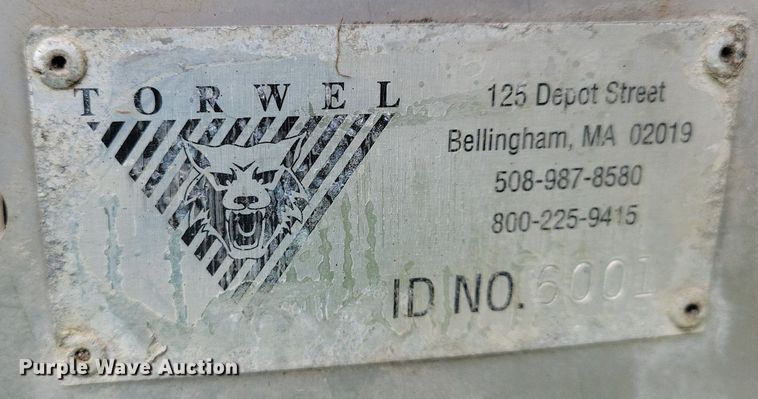 TORWEL
125 Depot Street
Bellingham, MA 02019
508-987-8580
800-225-9415
ID NO. 6001
Purple Wave Auction